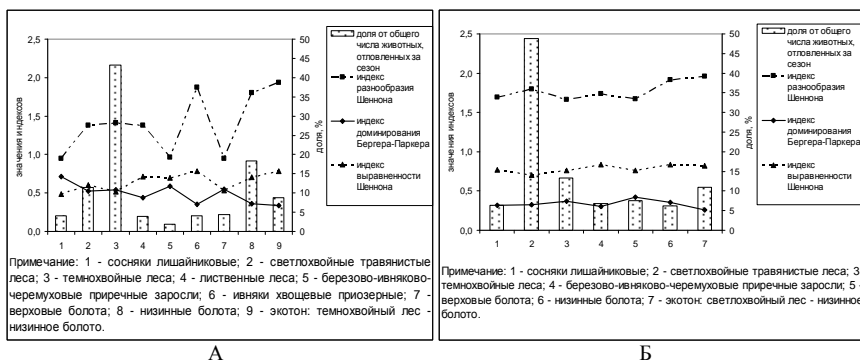 2,5
2,0
1,5
1,0
0,5
0,0
значения индексов
50
45
40
35
30
25
20
15
10
5
0
доля, %
1 2 3 4 5 6 7 8 9
доля от общего
числа животных,
отловленных за
сезон
индекс
разнообразия
Шеннона
индекс
доминирования
Бергера-Паркера
индекс
выравненности
Шеннона
Примечание: 1 - сосняки лишайниковые; 2 - светлохвойные травянистые
леса; 3 - темнохвойные леса; 4 - лиственные леса; 5 - березово-ивняково-
черемуховые приречные заросли; 6 - ивняки хвощевые приозерные; 7 -
верховые болота; 8 - низинные болота; 9 - экотон: темнохвойный лес -
низинное болото.
А
2,5
2,0
1,5
1,0
0,5
0,0
значения индексов
50
45
40
35
30
25
20
15
10
5
0
доля, %
1 2 3 4 5 6 7
доля от общего
числа животных,
отловленных за
сезон
индекс
разнообразия
Шеннона
индекс
доминирования
Бергера-Паркера
индекс
выравненности
Шеннона
Примечание: 1 - сосняки лишайниковые; 2 - светлохвойные травянистые леса; 3
темнохвойные леса; 4 - березово-ивняково-черемуховые приречные заросли; 5 -
верховые болота; 6 - низинные болота; 7 - экотон: светлохвойный лес - низинное
болото.
Б